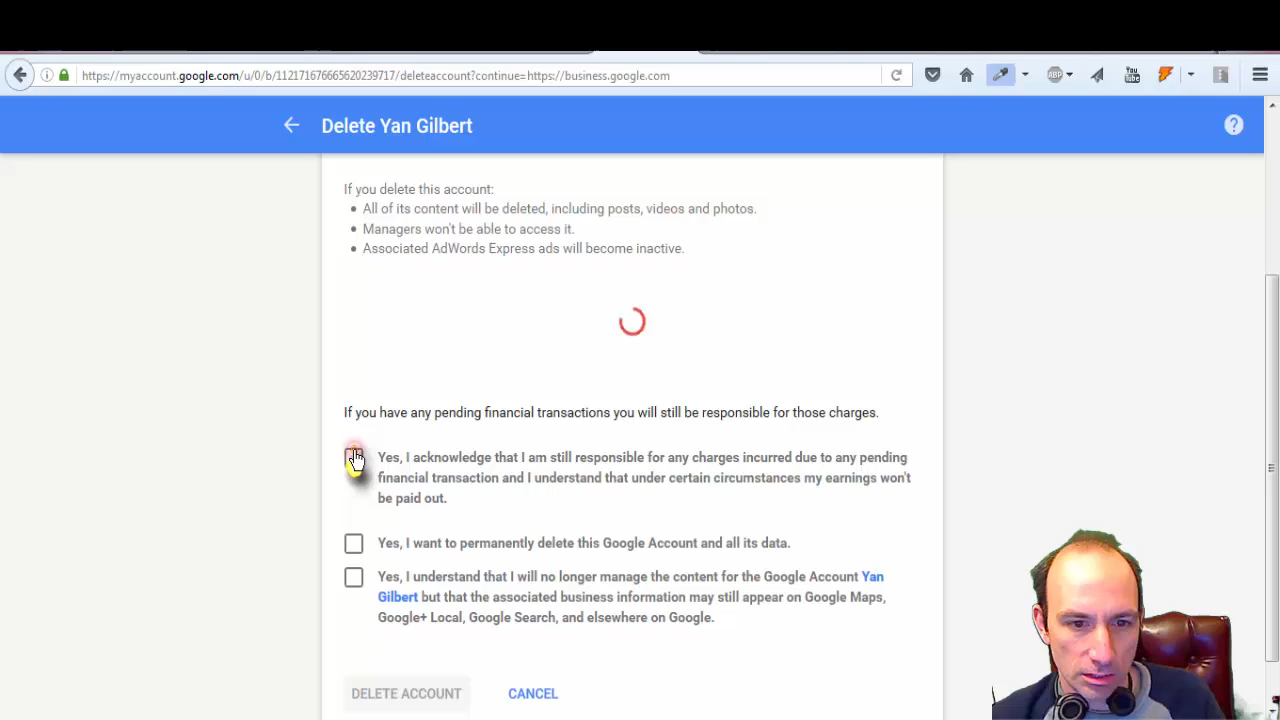 https://myaccount.google.com/u/0/b/112171676665620239717/deleteaccount?continue=https://business.google.com
ABP
You
Tube
Delete Yan Gilbert
If you delete this account:
All of its content will be deleted, including posts, videos and photos.
Managers won't be able to access it.
Associated AdWords Express ads will become inactive.
If you have any pending financial transactions you will still be responsible for those charges.
Yes, I acknowledge that I am still responsible for any charges incurred due to any pending
financial transaction and I understand that under certain circumstances my earnings won't
be paid out.
Yes, I want to permanently delete this Google Account and all its data.
Yes, I understand that I will no longer manage the content for the Google Account Yan
Gilbert but that the associated business information may still appear on Google Maps,
Google+ Local, Google Search, and elsewhere on Google.
DELETE ACCOUNT CANCEL